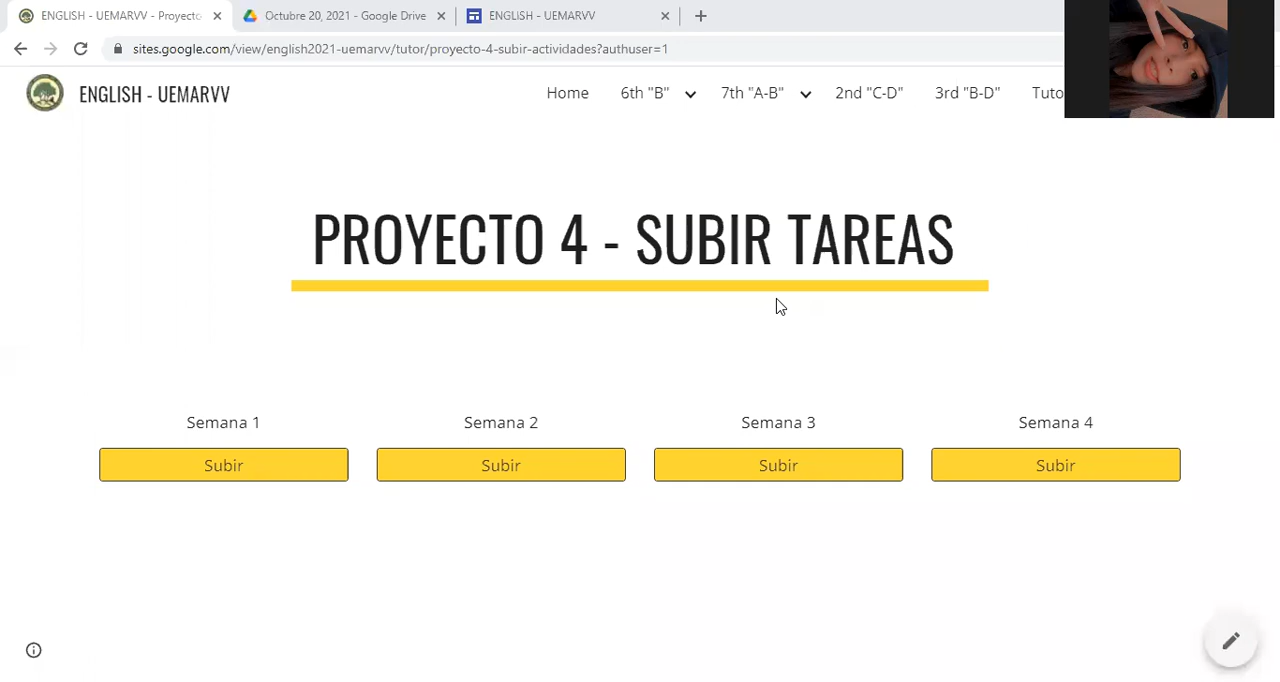 ENGLISH - UEMARVV - Proyecto
Octubre 20, 2021 - Google Drive
ENGLISH - UEMARVV
sites.google.com/view/english2021-uemarvv/tutor/proyecto-4-subir-actividades?authuser=1
ENGLISH - UEMARVV
Home
6th "B"
7th "A-B"
2nd "C-D"
3rd "B-D"
Tuto
PROYECTO 4 - SUBIR TAREAS
Semana 1
Semana 2
Semana 3
Semana 4
Subir
Subir
Subir
Subir